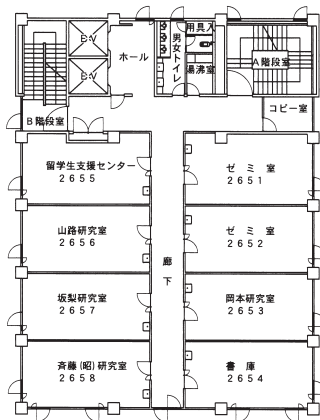 E·V
E·V
ホール
男女トイレ
用具入
湯沸室
A階段室
B階段室
コピー室
留学生支援センター
2655
ゼミ室
2651
山路研究室
2656
ゼミ室
2652
廊下
坂梨研究室
2657
岡本研究室
2653
斉藤(昭)研究室
2658
書庫
2654